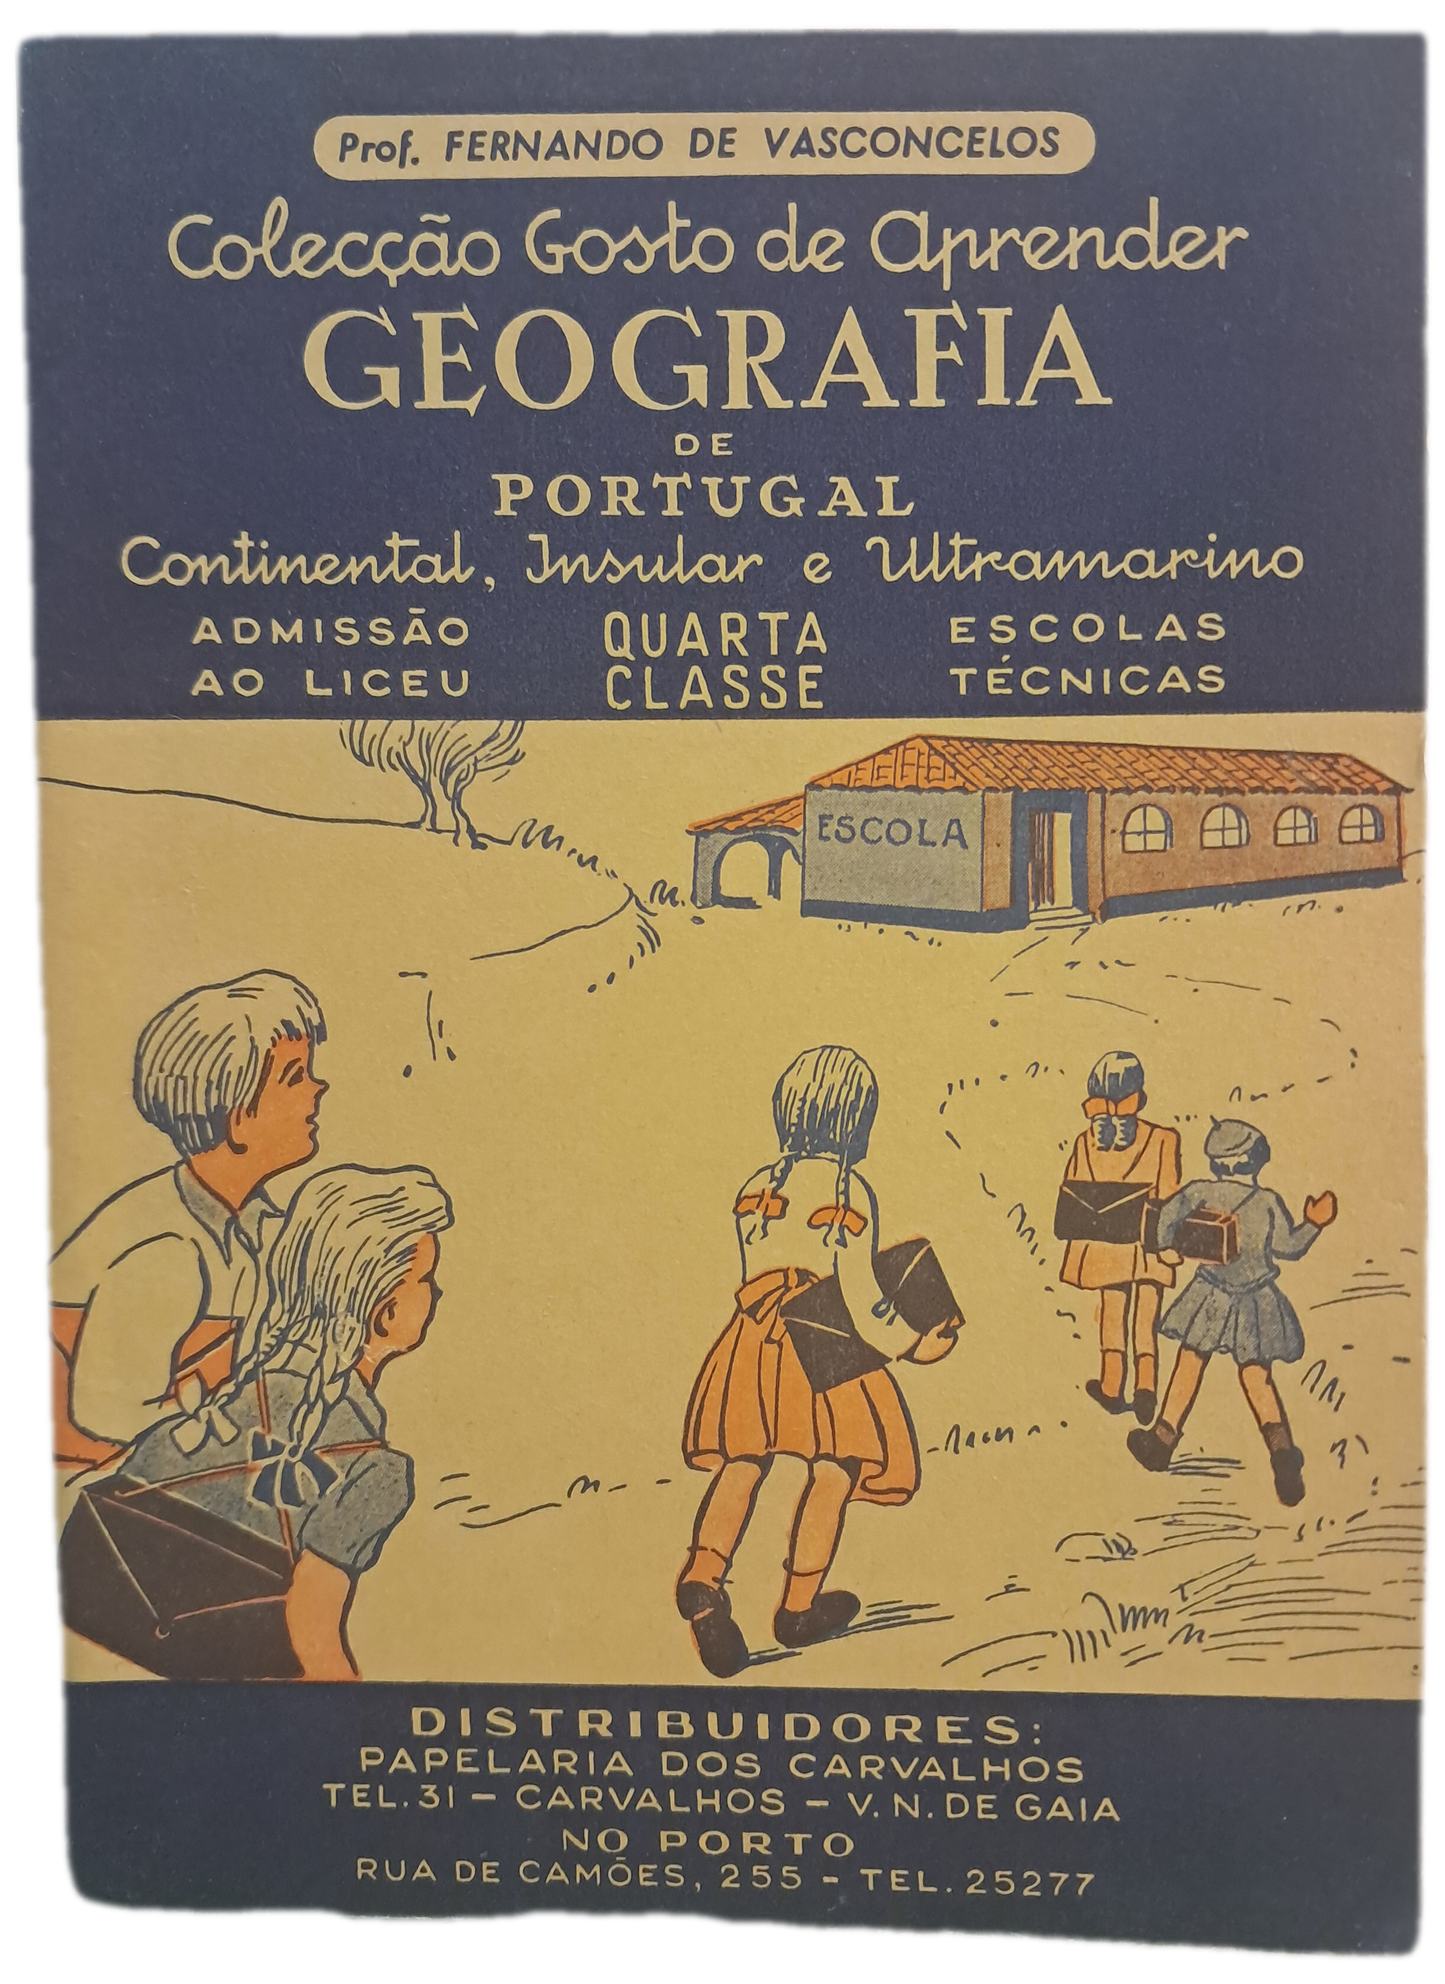 Prof. FERNANDO DE VASCONCELOS
Colecção Gosto de Aprender
GEOGRAFIA
DE
PORTUGAL
Continental, Insular e Ultramarino
ADMISSÃO
AO LICEU
QUARTA
CLASSE
ESCOLAS
TÉCNICAS
ESCOLA
DISTRIBUIDORES:
PAPELARIA DOS CARVALHOS
TEL. 31 – CARVALHOS – V. N. DE GAIA
NO PORTO
RUA DE CAMÕES, 255 - TEL. 25277